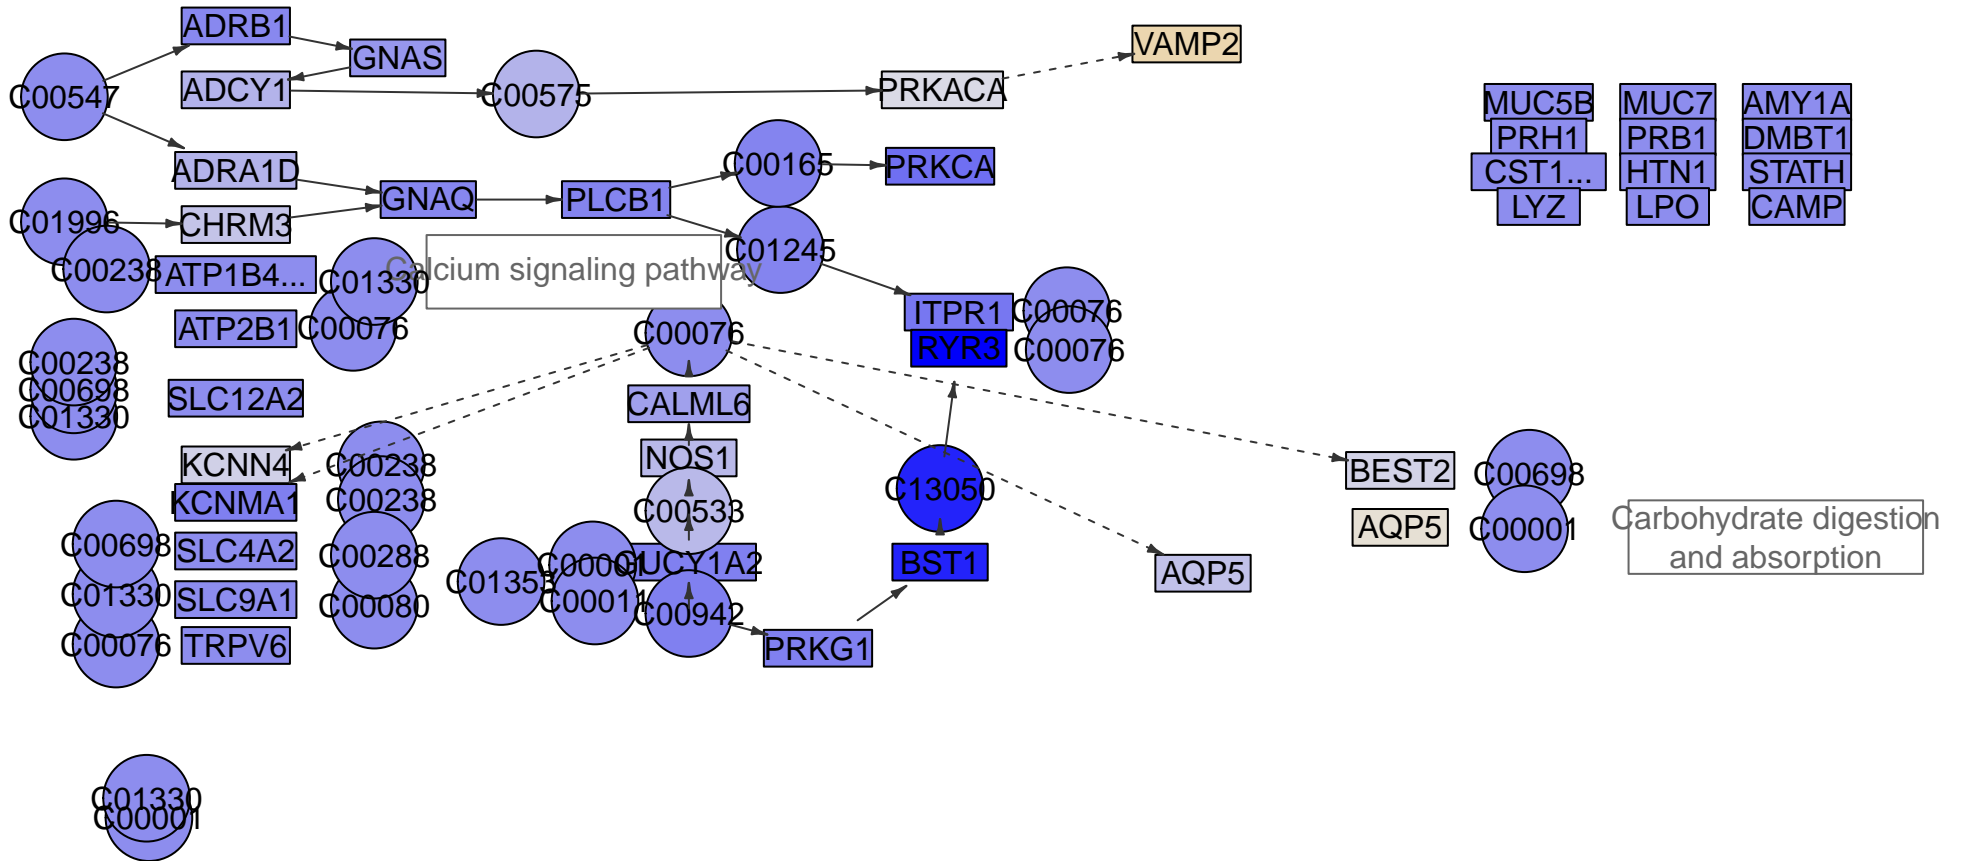 ADRB1
GNAS
VAMP2
C00547
ADCY1
C00575
PRKACA
MUC5B
MUC7
AMY1A
PRH1
PRB1
DMBT1
CST1...
HTN1
STATH
LYZ
LPO
CAMP
ADRA1D
C00165
PRKCA
GNAQ
PLCB1
C01996
CHRM3
C01245
C00238
ATP1B4...
C01330
Calcium signaling pathway
ATP2B1
C00076
C00076
ITPR1
C00076
RYR3
C00076
C00238
C00698
C01330
SLC12A2
CALML6
KCNN4
C00238
NOS1
BEST2
C00698
KCNMA1
C00238
C00533
C13050
AQP5
C00001
Carbohydrate digestion
and absorption
C00698
SLC4A2
C00288
C01353
C00001
GUCY1A2
BST1
AQP5
C01330
SLC9A1
C00080
C00011
C00942
C00076
TRPV6
PRKG1
C01330
C00001